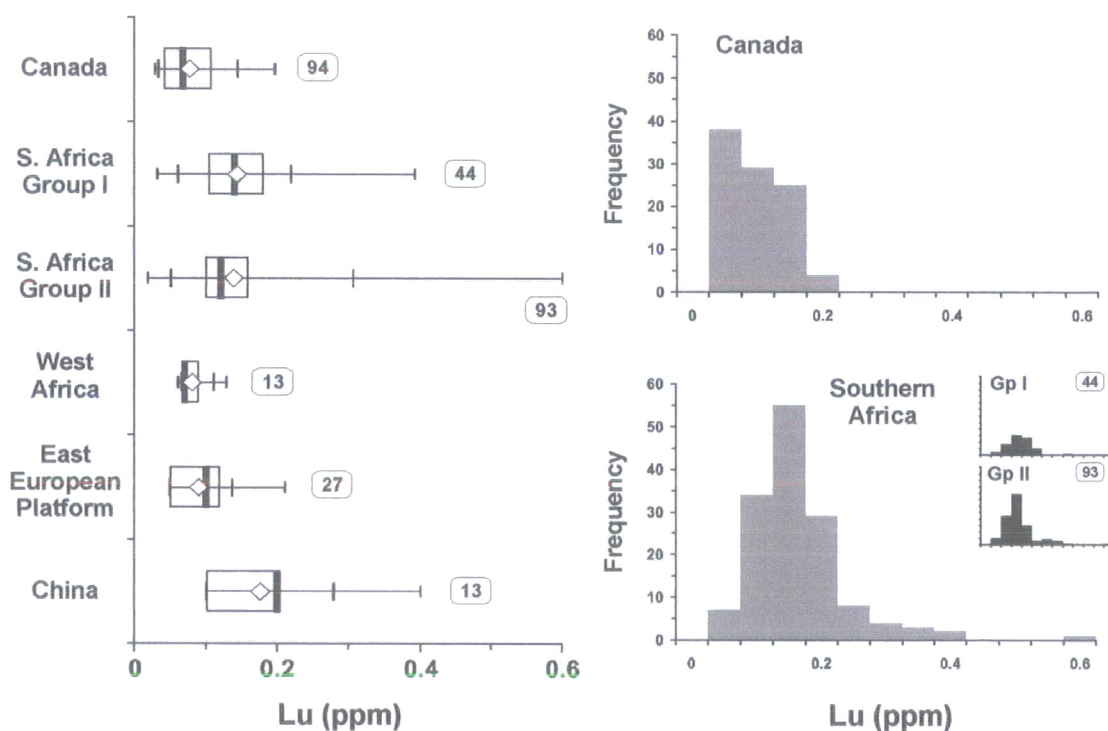 Canada
94
S. Africa
Group I
44
S. Africa
Group II
93
West
Africa
13
East
European
Platform
27
China
13
0
0.2
0.4
0.6
Lu (ppm)
Canada
Frequency
60
50
40
30
20
10
0
0
0.2
0.4
0.6
Southern
Africa
Frequency
60
50
40
30
20
10
0
Gp I
44
Gp II
93
0
0.2
0.4
0.6
Lu (ppm)